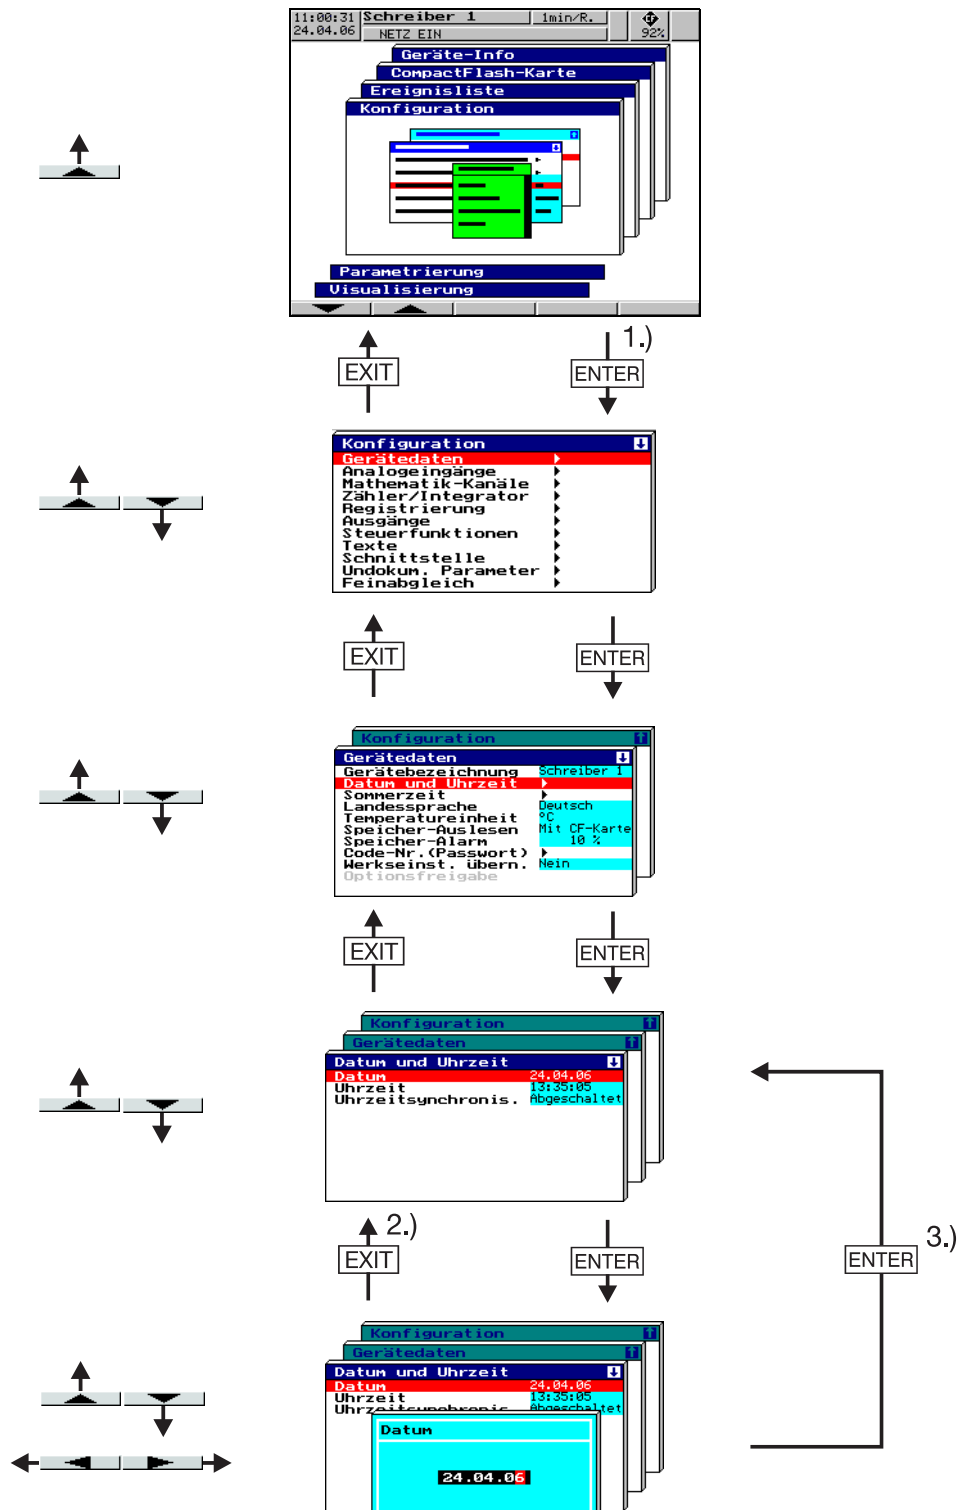 11:00:31 Schreiber 1 1min/R. CF
24.04.06 NETZ EIN 92%
Geräte-Info
CompactFlash-Karte
Ereignisliste
Konfiguration
Parametrierung
Visualisierung
1.)
EXIT ENTER
Konfiguration
Gerätedaten
Analogeingänge
Mathematik-Kanäle
Zähler/Integrator
Registrierung
Ausgänge
Steuerfunktionen
Texte
Schnittstelle
Undokum. Parameter
Feinabgleich
EXIT ENTER
Konfiguration
Gerätedaten
Gerätebezeichnung Schreiber 1
Datum und Uhrzeit
Sommerzeit
Landessprache Deutsch
Temperatureinheit °C
Speicher-Auslesen Mit CF-Karte
Speicher-Alarm 10 %
Code-Nr.(Passwort)
Werkseinst. übern. Nein
Optionsfreigabe
EXIT ENTER
Konfiguration
Gerätedaten
Datum und Uhrzeit
Datum 24.04.06
Uhrzeit 13:35:05
Uhrzeitsynchronis. Abgeschaltet
2.)
EXIT ENTER
ENTER 3.)
Konfiguration
Gerätedaten
Datum und Uhrzeit
Datum 24.04.06
Uhrzeit 13:35:05
Uhrzeitsynchronis. Abgeschaltet
Datum
24.04.06